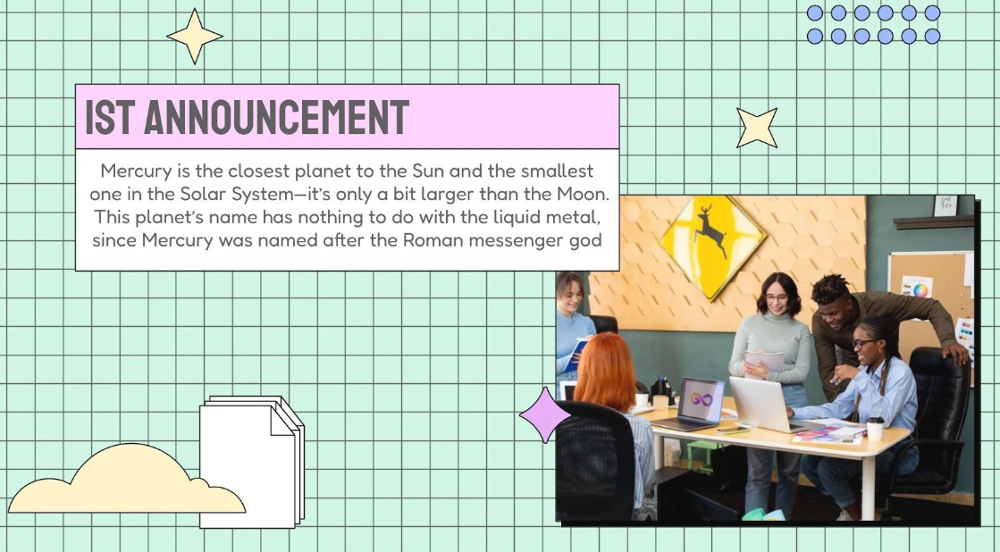 IST ANNOUNCEMENT
Mercury is the closest planet to the Sun and the smallest
one in the Solar System—it's only a bit larger than the Moon.
This planet's name has nothing to do with the liquid metal,
since Mercury was named after the Roman messenger god